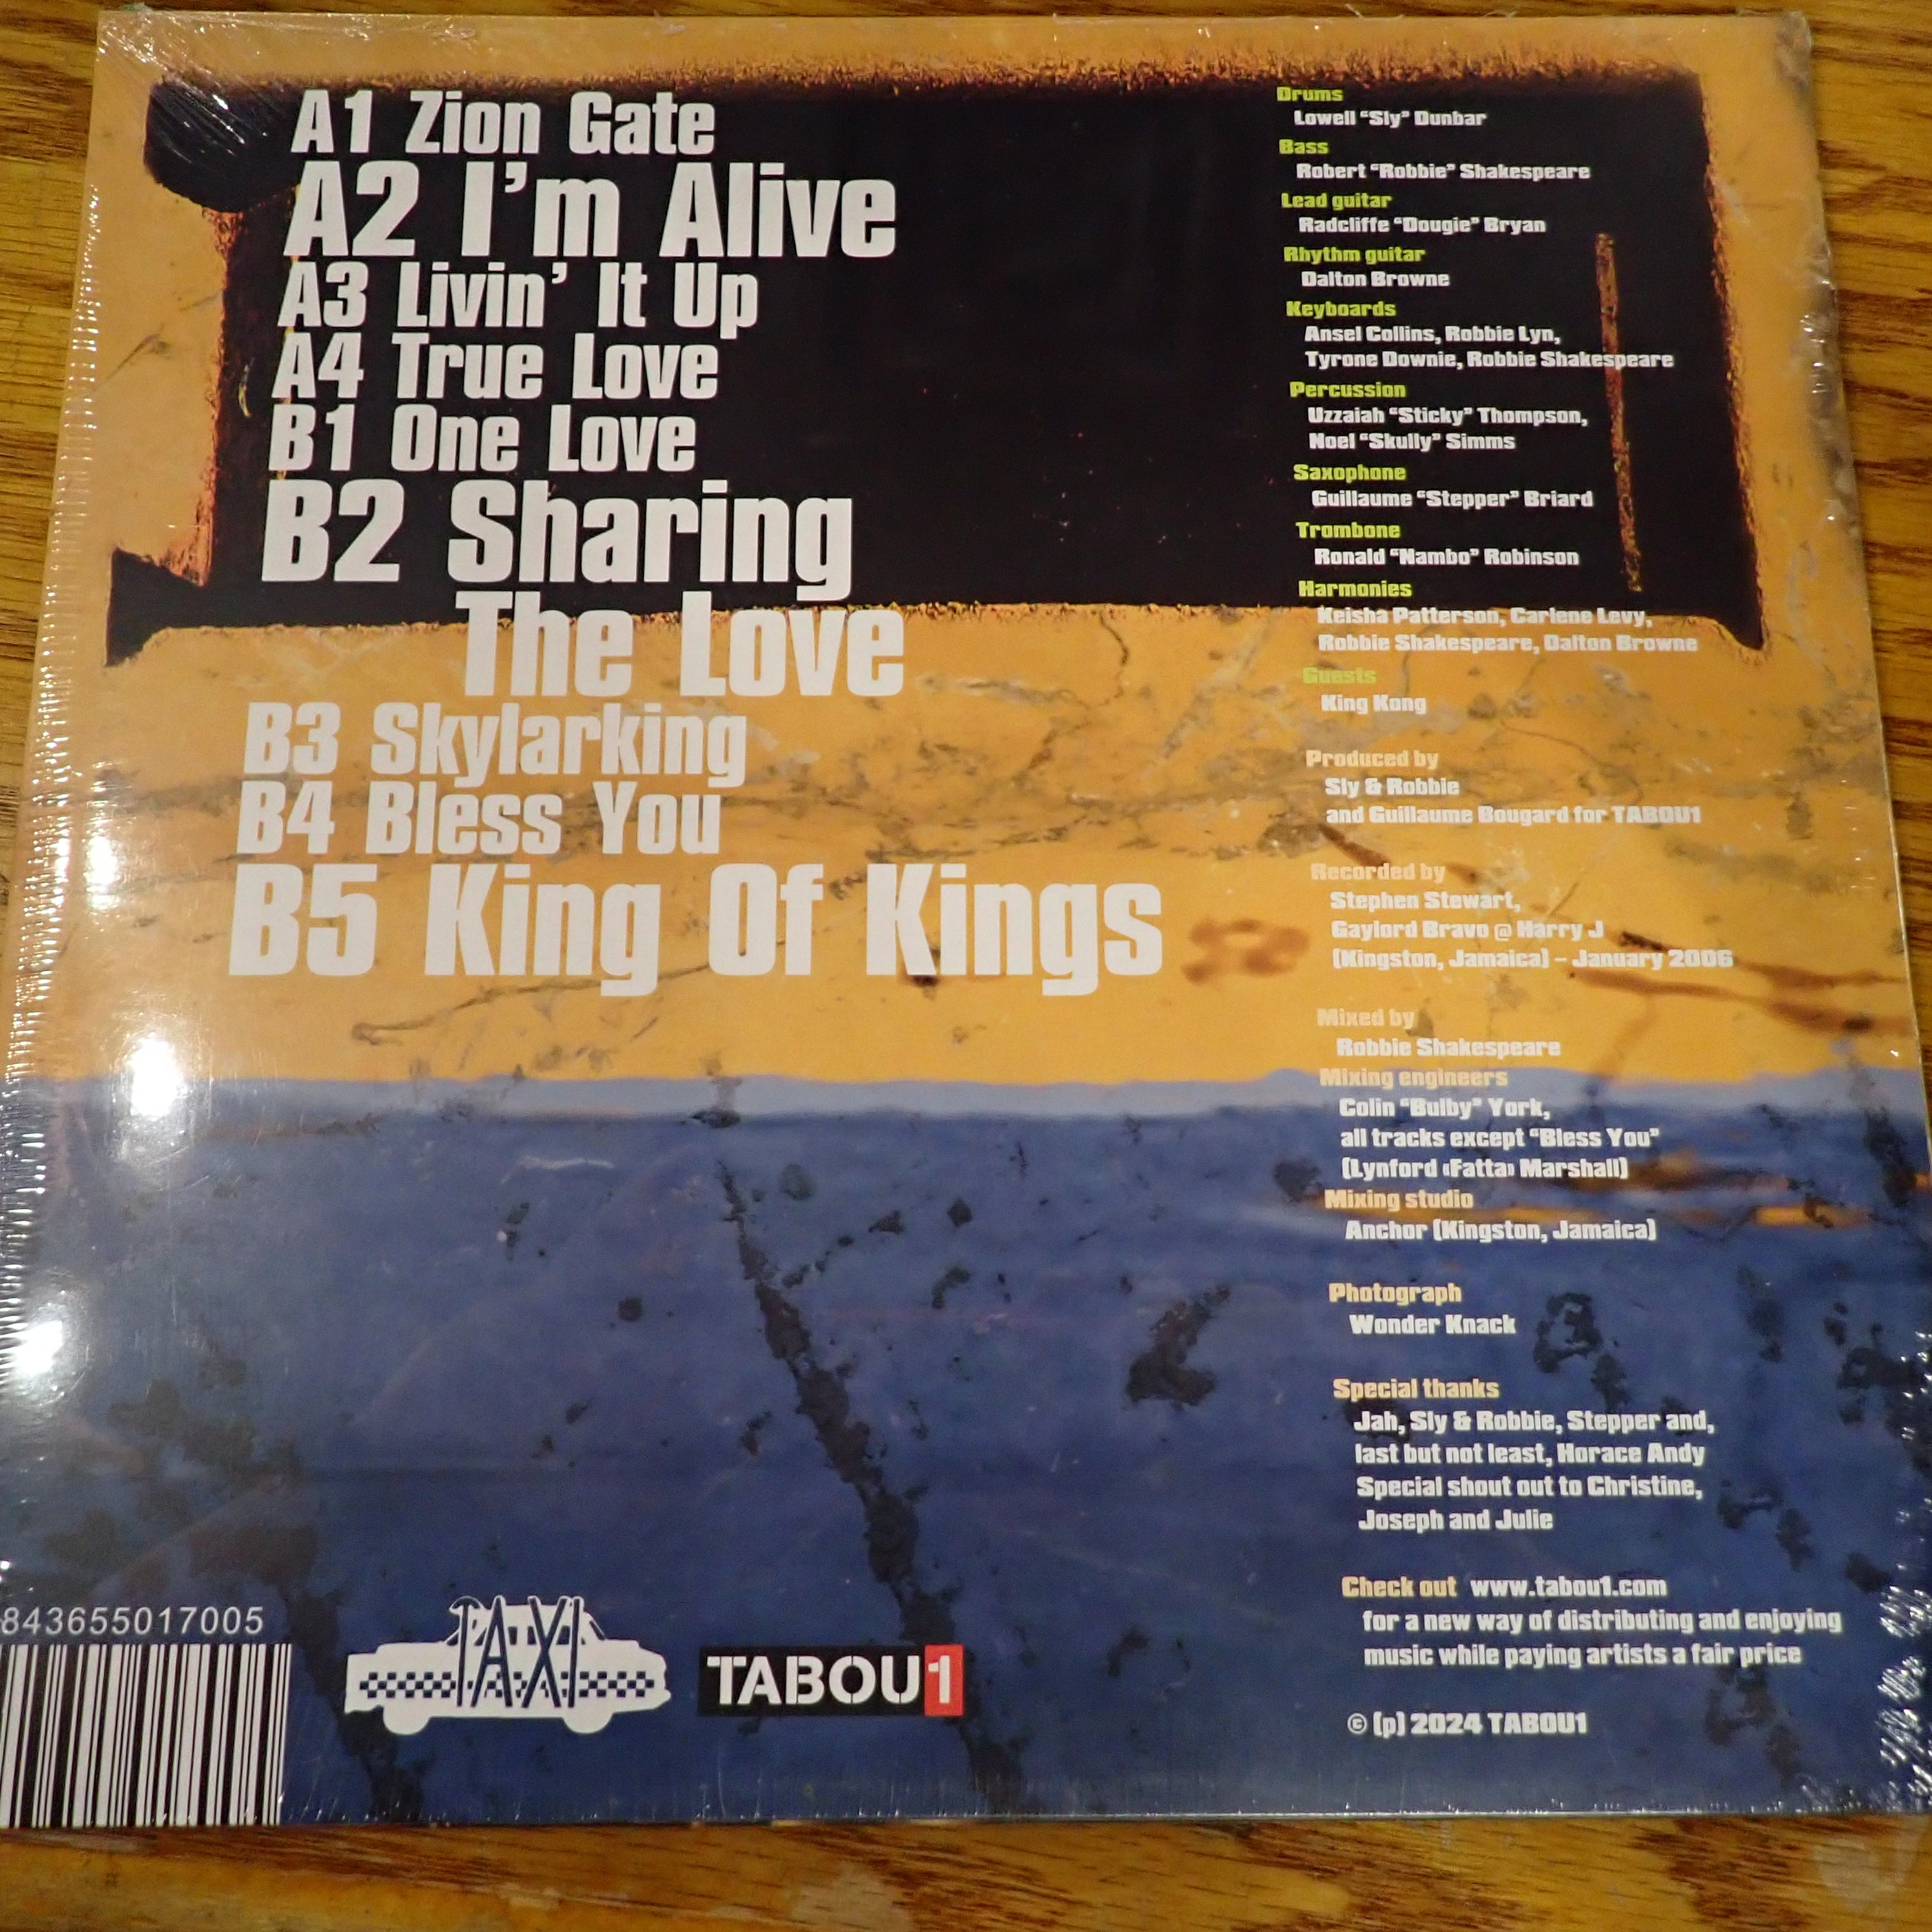 A1 Zion Gate
A2 I'm Alive
A3 Livin' It Up
A4 True Love
B1 One Love
B2 Sharing
The Love
B3 Skylarking
B4 Bless You
B5 King Of Kings
Drums
Lowell “Sly” Dunbar
Bass
Robert “Robbie” Shakespeare
Lead guitar
Radcliffe “Dougie” Bryan
Rhythm guitar
Dalton Browne
Keyboards
Ansel Collins, Robbie Lyn,
Tyrone Downie, Robbie Shakespeare
Percussion
Uzzaiah “Sticky” Thompson,
Noel “Skully” Simms
Saxophone
Guillaume “Stepper” Briard
Trombone
Ronald “Nambo” Robinson
Harmonies
Keisha Patterson, Carlene Levy,
Robbie Shakespeare, Dalton Browne
Guests
King Kong
Produced by
Sly & Robbie
and Guillaume Bougard for TABOU1
Recorded by
Stephen Stewart,
Gaylord Bravo @ Harry J
(Kingston, Jamaica) – January 2006
Mixed by
Robbie Shakespeare
Mixing engineers
Colin “Bulby” York,
all tracks except “Bless You”
(Lynford ‹Fatta› Marshall)
Mixing studio
Anchor (Kingston, Jamaica)
Photograph
Wonder Knack
Special thanks
Jah, Sly & Robbie, Stepper and,
last but not least, Horace Andy
Special shout out to Christine,
Joseph and Julie
Check out www.tabou1.com
for a new way of distributing and enjoying
music while paying artists a fair price
© (p) 2024 TABOU1
843655017005
TAXI
TABOU1